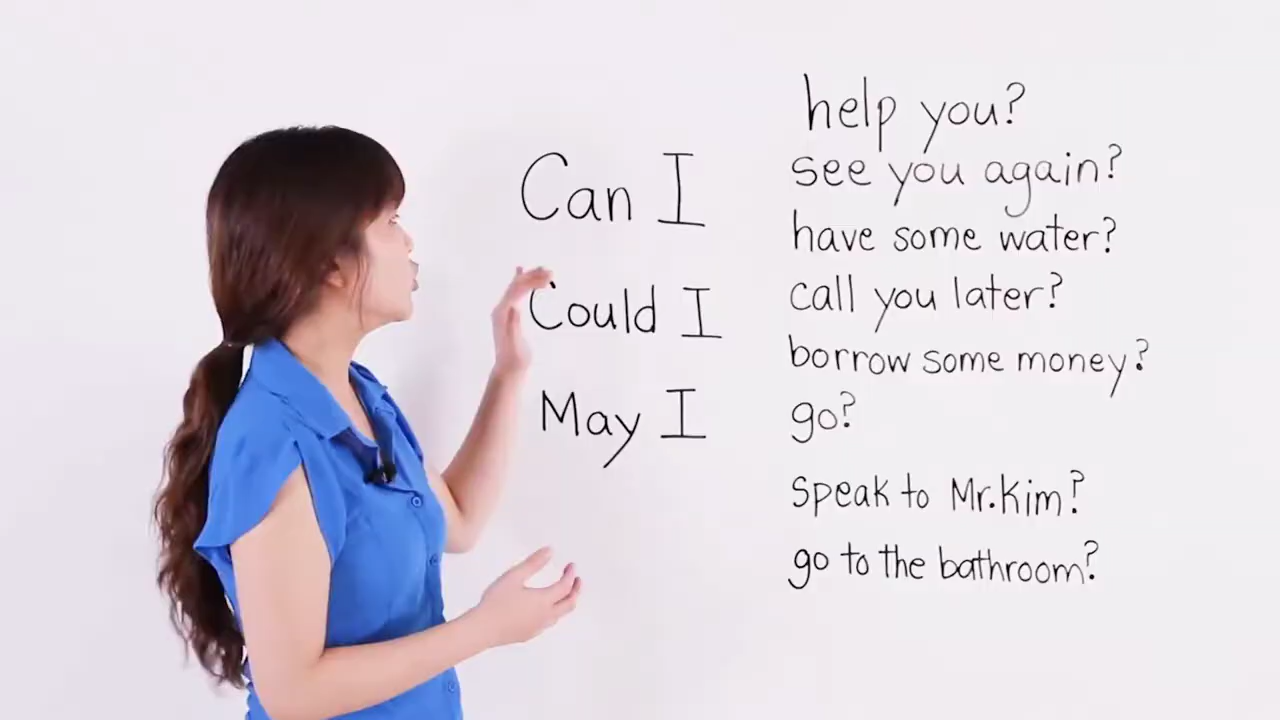 Can I
Could I
May I
help you?
see you again?
have some water?
call you later?
borrow some money?
go?
speak to Mr.Kim?
go to the bathroom?